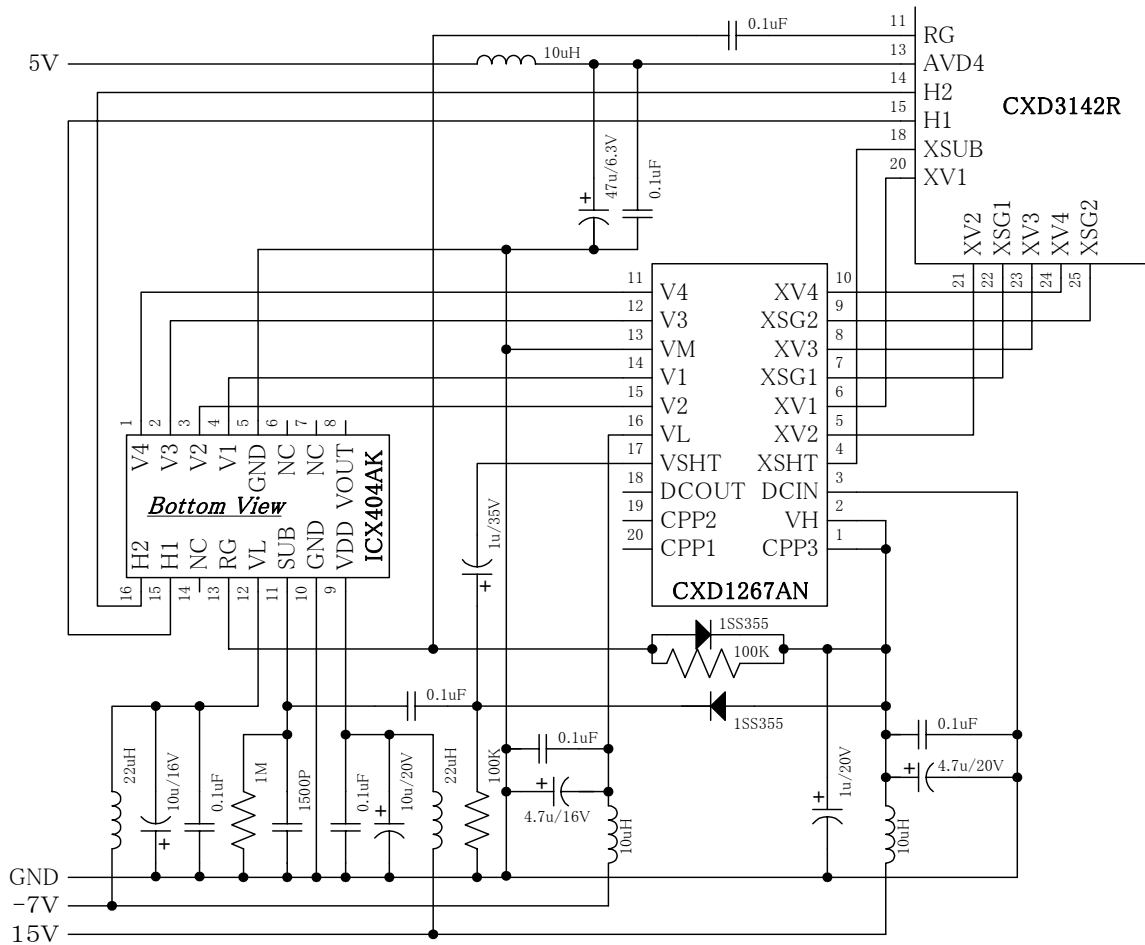 0.1uF
11
RG
5V
10uH
13
AVD4
14
H2
15
H1
CXD3142R
18
XSUB
20
XV1
47u/6.3V
0.1uF
XV2
XSG1
XV3
XV4
XSG2
21
22
23
24
25
11
V4
XV4
10
12
V3
XSG2
9
13
VM
XV3
8
14
V1
XSG1
7
15
V2
XV1
6
16
VL
XV2
5
17
VSHT
XSHT
4
18
DCOUT
DCIN
3
19
CPP2
VH
2
20
CPP1
CPP3
1
CXD1267AN
1
2
3
4
5
6
7
8
V4
V3
V2
V1
GND
NC
NC
VOUT
Bottom View
ICX404AK
H2
H1
NC
RG
VL
SUB
GND
VDD
16
15
14
13
12
11
10
9
1u/35V
1SS355
100K
0.1uF
1SS355
0.1uF
0.1uF
4.7u/20V
22uH
10u/16V
0.1uF
1M
1500P
0.1uF
10u/20V
22uH
100K
4.7u/16V
10uH
1u/20V
10uH
GND
-7V
15V